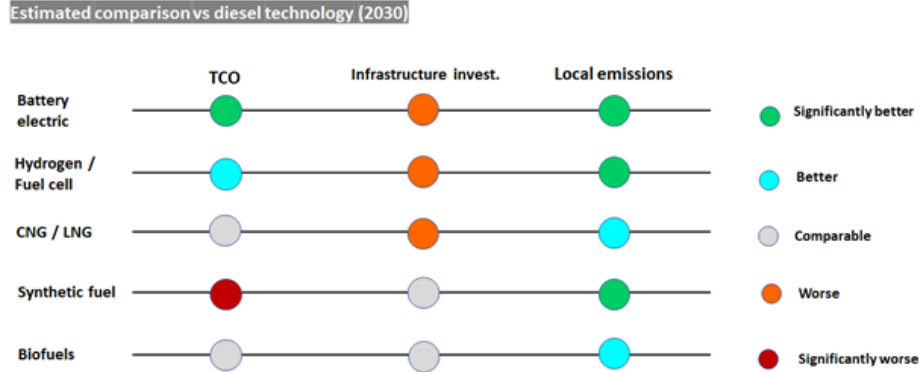 Estimated comparison vs diesel technology (2030)
TCO
Infrastructure invest.
Local emissions
Battery
electric
Significantly better
Hydrogen /
Fuel cell
Better
CNG / LNG
Comparable
Synthetic fuel
Worse
Biofuels
Significantly worse